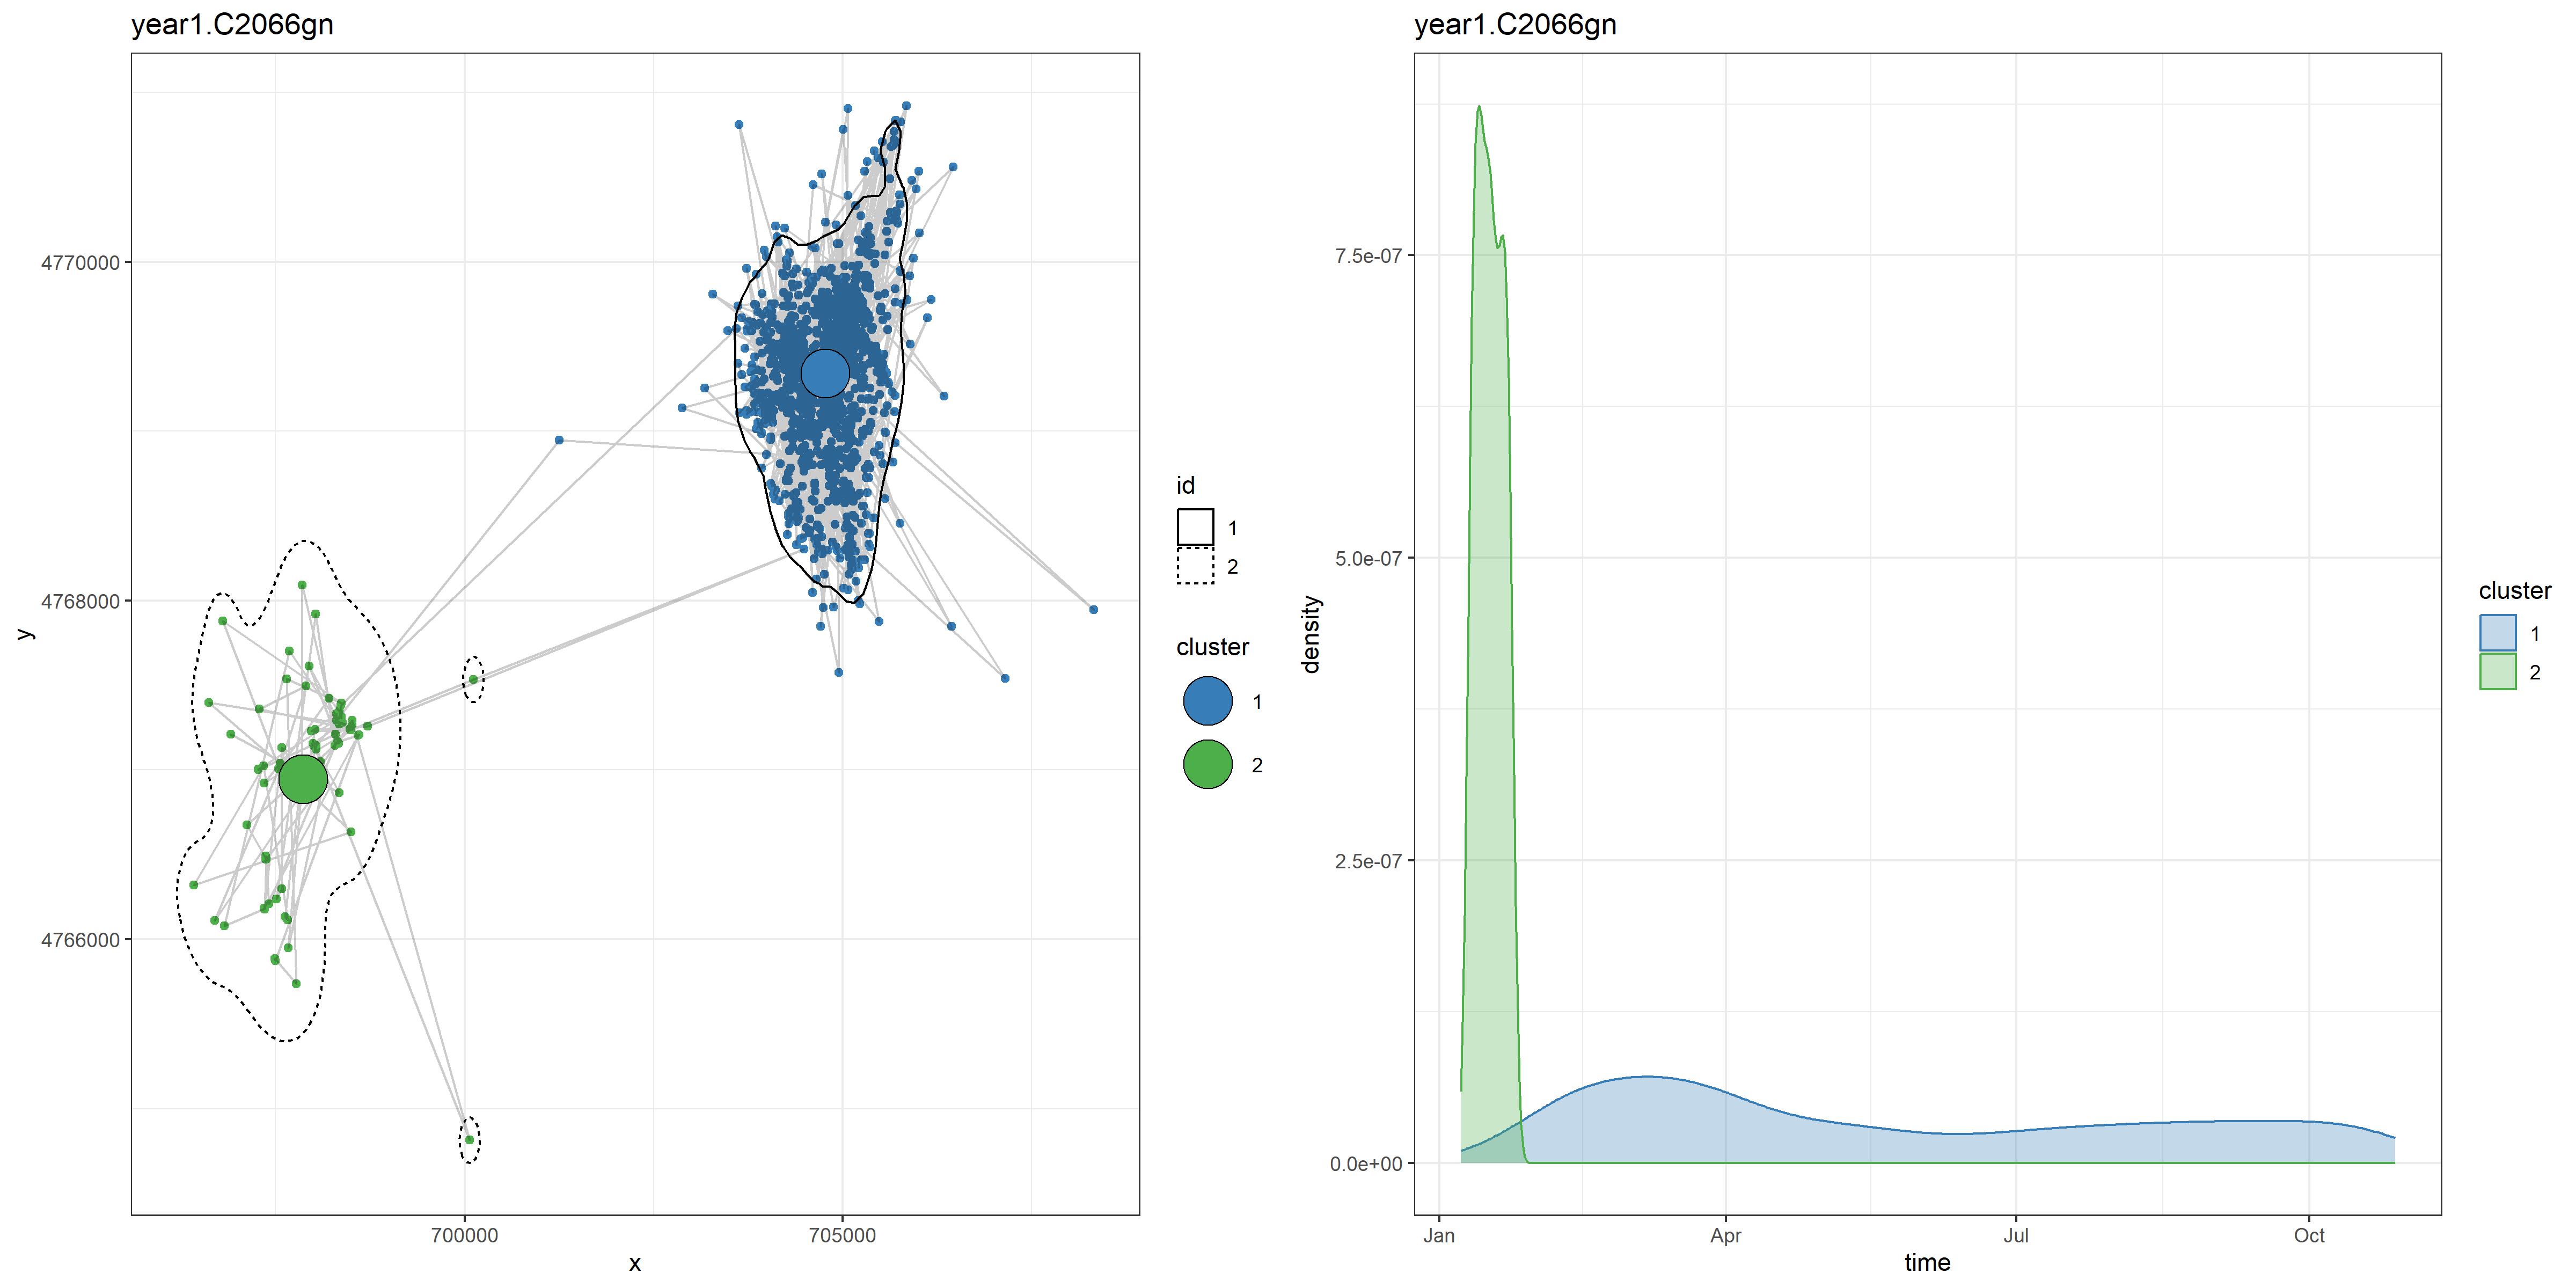 year1.C2066gn
4770000
4768000
4766000
y
700000
705000
x
id
1
2
cluster
1
2
year1.C2066gn
7.5e-07
5.0e-07
2.5e-07
0.0e+00
density
Jan
Apr
Jul
Oct
time
cluster
1
2